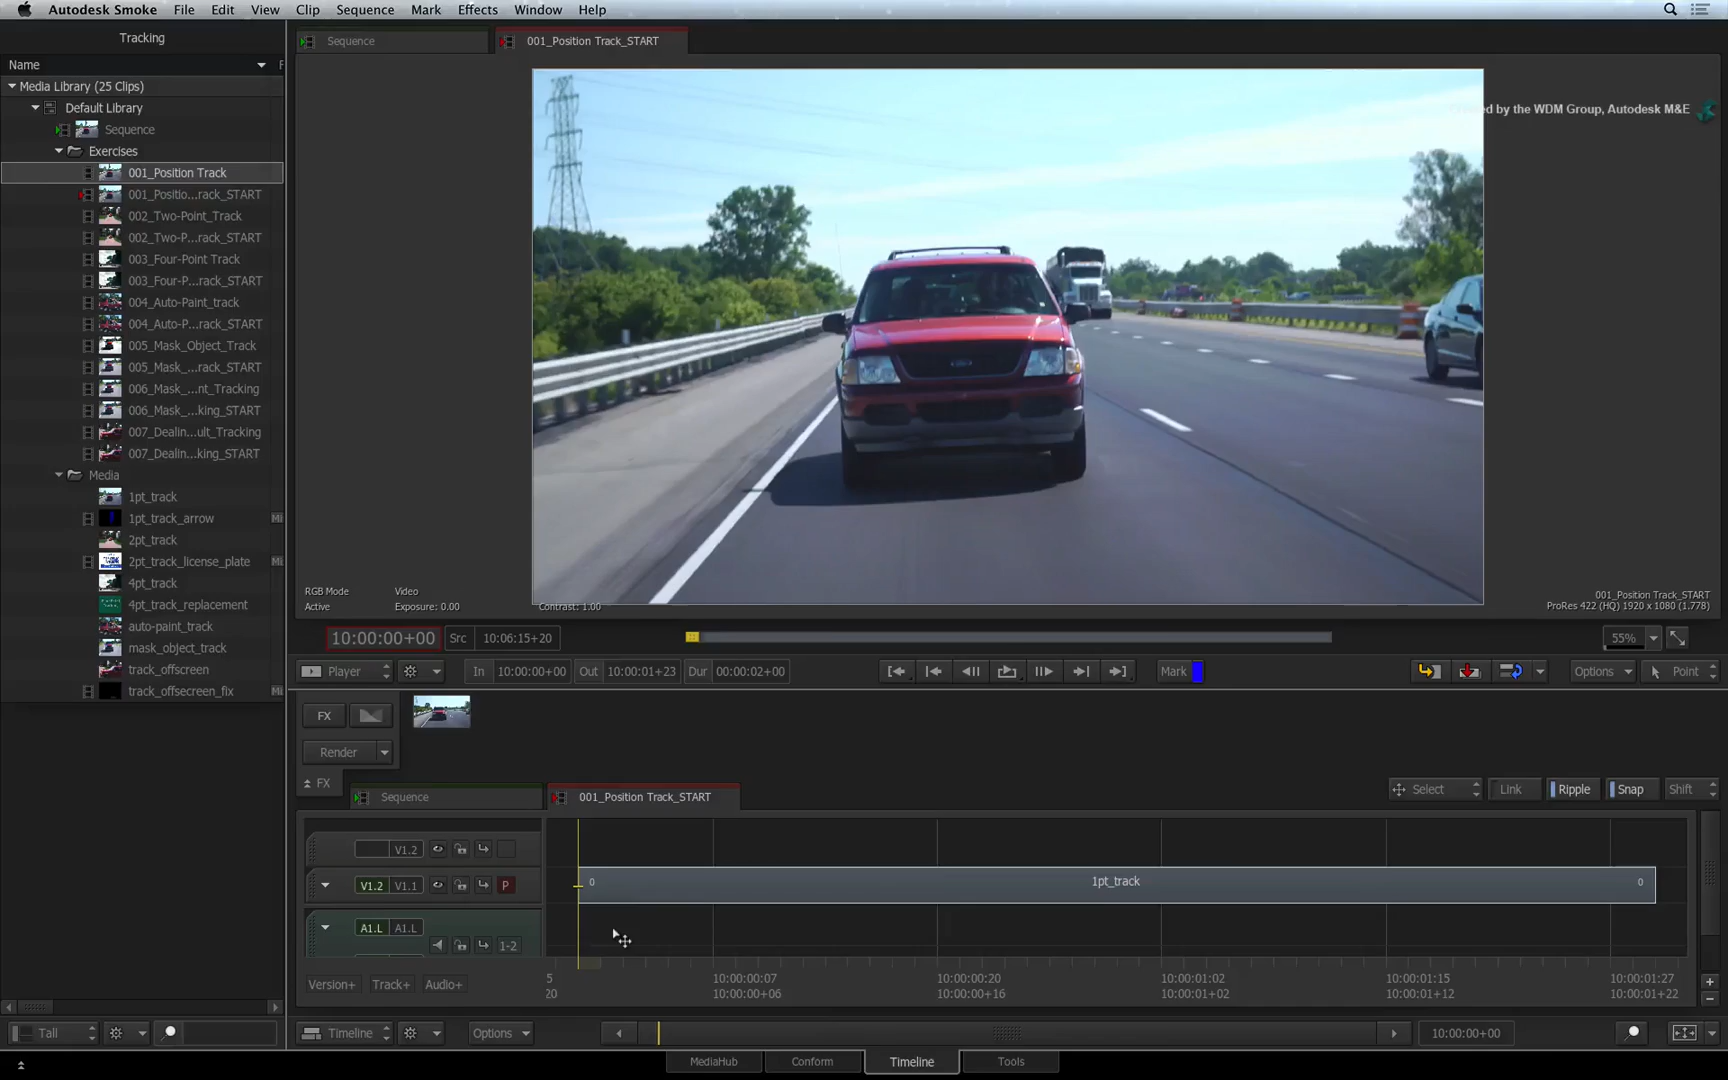 Autodesk Smoke File Edit View Clip Sequence Mark Effects Window Help
Tracking
Sequence
001_Position Track_START
Name
Media Library (25 Clips)
Default Library
Sequence
Exercises
001_Position Track
001_Positio...rack_START
002_Two-Point_Track
002_Two-P...rack_START
003_Four-Point Track
003_Four-P...rack_START
004_Auto-Paint_track
004_Auto-P...rack_START
005_Mask_Object_Track
005_Mask_...rack_START
006_Mask_...nt_Tracking
006_Mask_...king_START
007_Dealin...ult_Tracking
007_Dealin...king_START
Media
1pt_track
1pt_track_arrow
2pt_track
2pt_track_license_plate
4pt_track
4pt_track_replacement
auto-paint_track
mask_object_track
track_offscreen
track_offsecreen_fix
by the WDM Group, Autodesk M&E
RGB Mode Video
Active Exposure: 0.00 Contrast: 1.00
001_Position Track_START
ProRes 422 (HQ) 1920 x 1080 (1.778)
10:00:00+00 Src 10:06:15+20 55%
Player In 10:00:00+00 Out 10:00:01+23 Dur 00:00:02+00 Mark Options Point
FX
Render
FX
Sequence 001_Position Track_START Select Link Ripple Snap Shift
V1.2
V1.2 V1.1 P 0 1pt_track 0
A1.L A1.L
1-2
Version+ Track+ Audio+
5 10:00:00:07 10:00:00:20 10:00:01:02 10:00:01:15 10:00:01:27
20 10:00:00+06 10:00:00+16 10:00:01+02 10:00:01+12 10:00:01+22
Tall Timeline Options 10:00:00+00
MediaHub Conform Timeline Tools